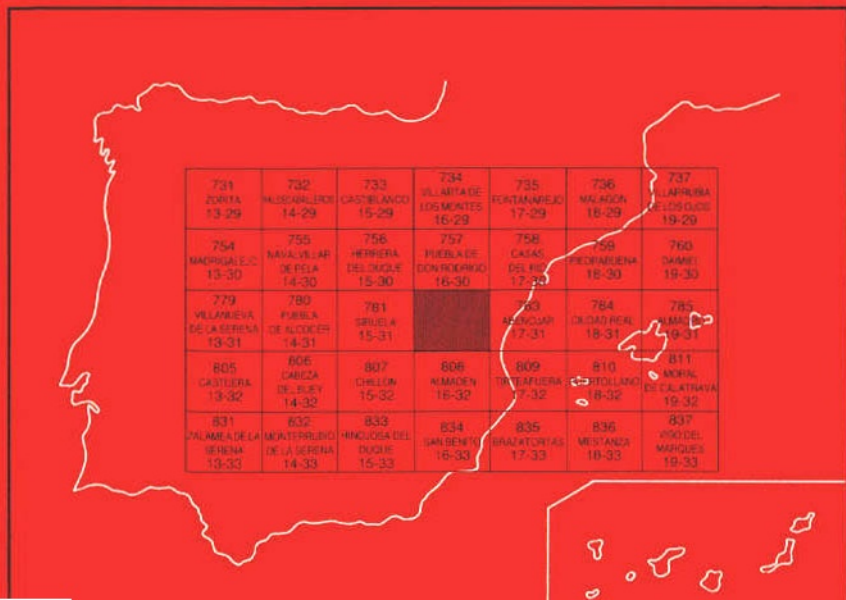 731
ZORITA
13-29
732
VALDECABALLEROS
14-29
733
CASTILBLANCO
15-29
734
VILLARTA DE
LOS MONTES
16-29
735
FONTANAREJO
17-29
736
MALAGON
18-29
737
VILLARRUBIA
DE LOS OJOS
19-29
754
MADRIGALEJO
13-30
755
NAVALVILLAR
DE PELA
14-30
756
HERRERA
DEL DUQUE
15-30
757
PUEBLA DE
DON RODRIGO
16-30
758
CASAS
DEL RIO
17-30
759
PIEDRABUENA
18-30
760
DAIMIEL
19-30
779
VILLANUEVA
DE LA SERENA
13-31
780
PUEBLA
DE ALCOCER
14-31
781
SIRUELA
15-31
783
ABENOJAR
17-31
784
CIUDAD REAL
18-31
785
ALMAGRO
19-31
805
CASTUERA
13-32
806
CABEZA
DEL BUEY
14-32
807
CHILLON
15-32
808
ALMADEN
16-32
809
TIRTEAFUERA
17-32
810
PUERTOLLANO
18-32
811
MORAL
DE CALATRAVA
19-32
831
ZALAMEA DE LA
SERENA
13-33
832
MONTERRUBIO
DE LA SERENA
14-33
833
HINOJOSA DEL
DUQUE
15-33
834
SAN BENITO
16-33
835
BRAZATORTAS
17-33
836
MESTANZA
18-33
837
VISO DEL
MARQUES
19-33